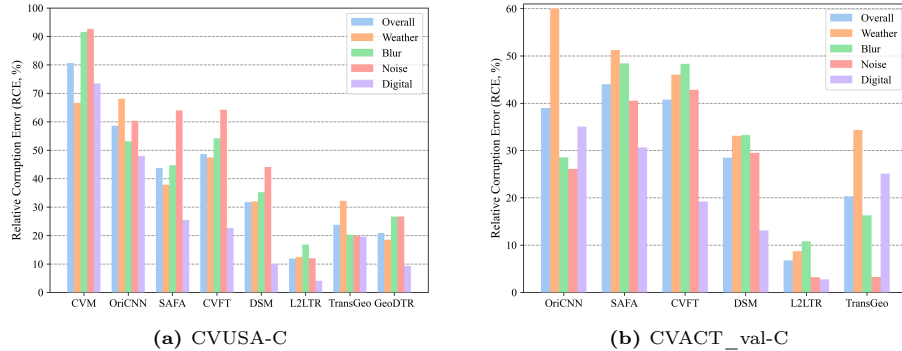 Relative Corruption Error (RCE, %)
100
90
80
70
60
50
40
30
20
10
0
Overall
Weather
Blur
Noise
Digital
CVM OriCNN SAFA CVFT DSM L2LTR TransGeo GeoDTR
(a) CVUSA-C
Relative Corruption Error (RCE, %)
60
50
40
30
20
10
0
Overall
Weather
Blur
Noise
Digital
OriCNN SAFA CVFT DSM L2LTR TransGeo
(b) CVACT_val-C